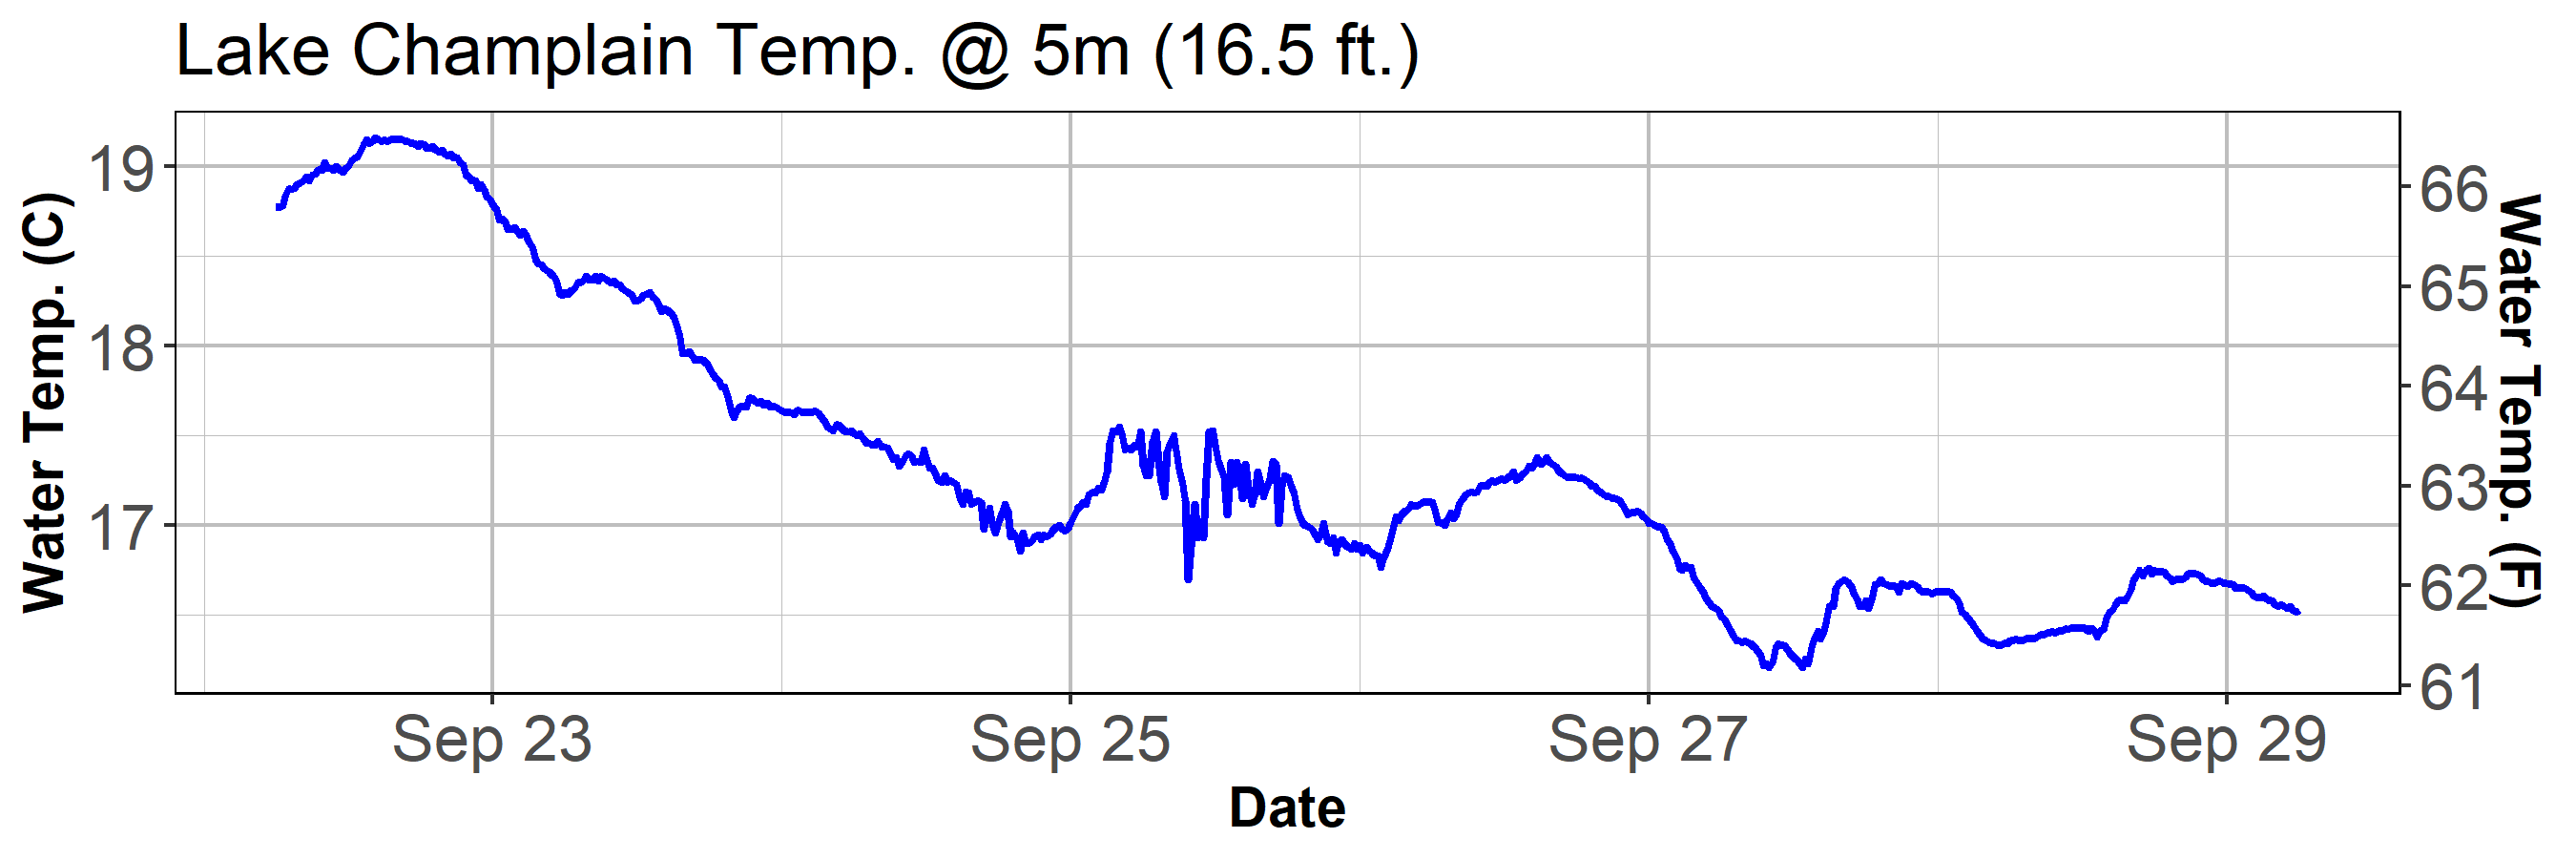 Lake Champlain Temp. @ 5m (16.5 ft.)
Water Temp. (C)
19
18
17
66
65
64
63
62
61
Water Temp. (F)
Sep 23 Sep 25 Sep 27 Sep 29
Date